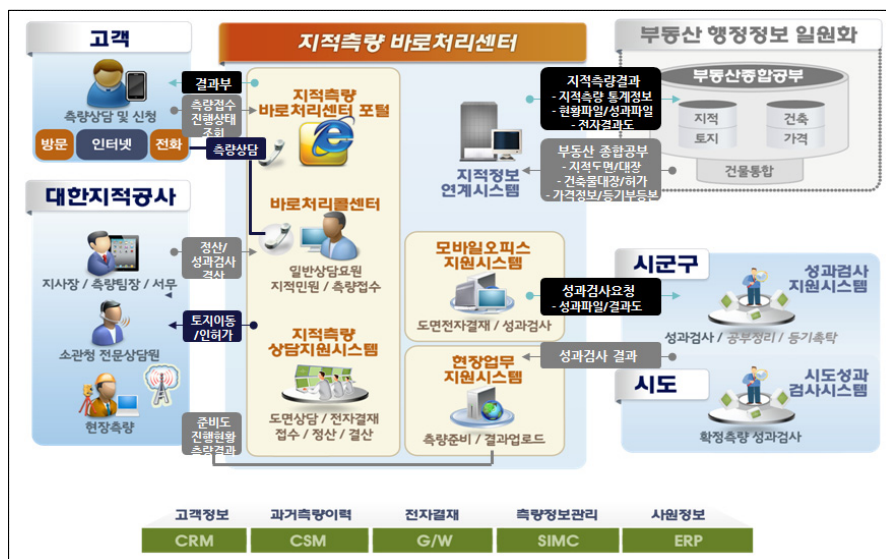 고객
측량상담 및 신청
방문
인터넷
전화
결과부
측량접수
진행상태
조회
측량상담
대한지적공사
지사장 / 측량팀장 / 서무
소관청 전문상담원
현장측량
정산/
성과검사
결산
토지이동
/인허가
준비도
진행현황
측량결과
지적측량 바로처리센터
지적측량
바로처리센터 포털
바로처리콜센터
일반상담요원
지적민원 / 측량접수
지적측량
상담지원시스템
도면상담 / 전자결재
접수 / 정산 / 결산
지적정보
연계시스템
모바일오피스
지원시스템
도면전자결재 / 성과검사
현장업무
지원시스템
측량준비 / 결과업로드
지적측량결과
- 지적측량 통계정보
- 현황파일/성과파일
- 전자결과도
부동산 종합공부
- 지적도면/대장
- 건축물대장/허가
- 가격정보/등기부등본
성과검사요청
- 성과파일/결과도
성과검사 결과
부동산 행정정보 일원화
부동산종합공부
지적
토지
건축
가격
건물통합
시군구
성과검사
지원시스템
성과검사 / 공부정리 / 등기촉탁
시도
시도성과
검사시스템
확정측량 성과검사
고객정보
과거측량이력
전자결재
측량정보관리
사원정보
CRM
CSM
G/W
SIMC
ERP